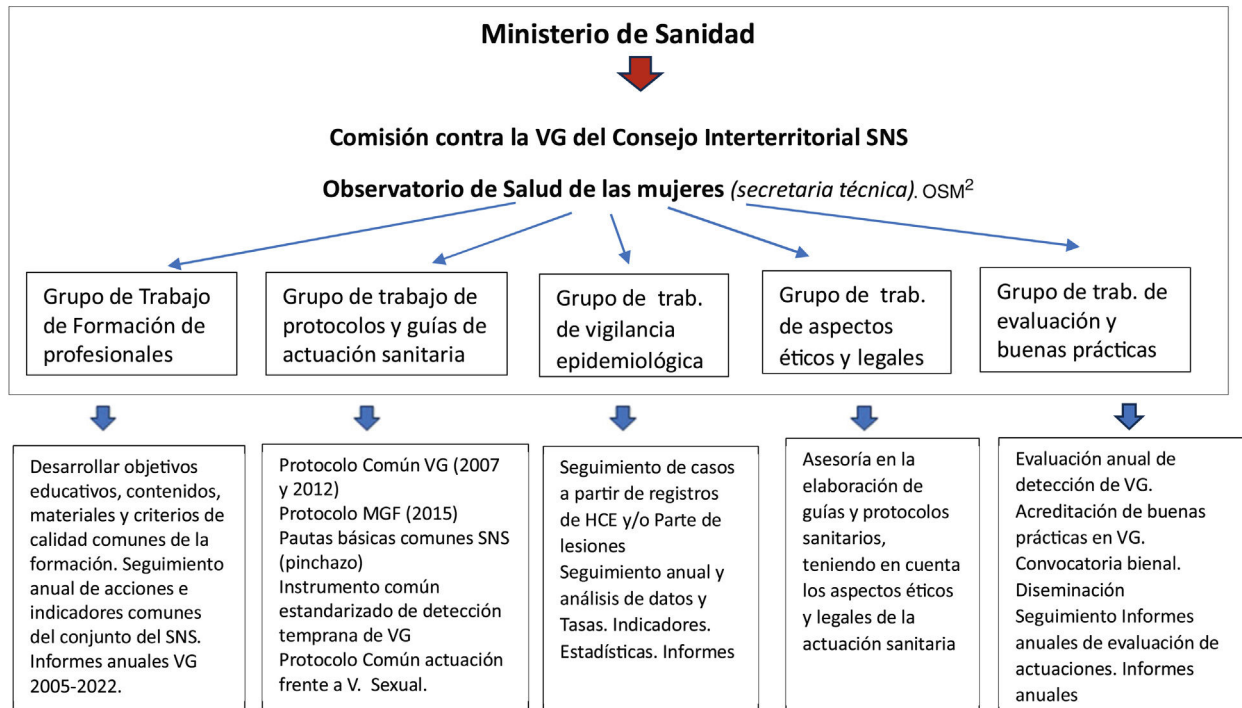 Ministerio de Sanidad
Comisión contra la VG del Consejo Interterritorial SNS
Observatorio de Salud de las mujeres (secretaria técnica). OSM²
Grupo de Trabajo
de Formación de
profesionales
Grupo de trabajo de
protocolos y guías de
actuación sanitaria
Grupo de trab.
de vigilancia
epidemiológica
Grupo de trab.
de aspectos
éticos y legales
Grupo de trab. de
evaluación y
buenas prácticas
Desarrollar objetivos
educativos, contenidos,
materiales y criterios de
calidad comunes de la
formación. Seguimiento
anual de acciones e
indicadores comunes
del conjunto del SNS.
Informes anuales VG
2005-2022.
Protocolo Común VG (2007
y 2012)
Protocolo MGF (2015)
Pautas básicas comunes SNS
(pinchazo)
Instrumento común
estandarizado de detección
temprana de VG
Protocolo Común actuación
frente a V. Sexual.
Seguimiento de casos
a partir de registros
de HCE y/o Parte de
lesiones
Seguimiento anual y
análisis de datos y
Tasas. Indicadores.
Estadísticas. Informes
Asesoría en la
elaboración de
guías y protocolos
sanitarios,
teniendo en cuenta
los aspectos éticos
y legales de la
actuación sanitaria
Evaluación anual de
detección de VG.
Acreditación de buenas
prácticas en VG.
Convocatoria bienal.
Diseminación
Seguimiento Informes
anuales de evaluación de
actuaciones. Informes
anuales